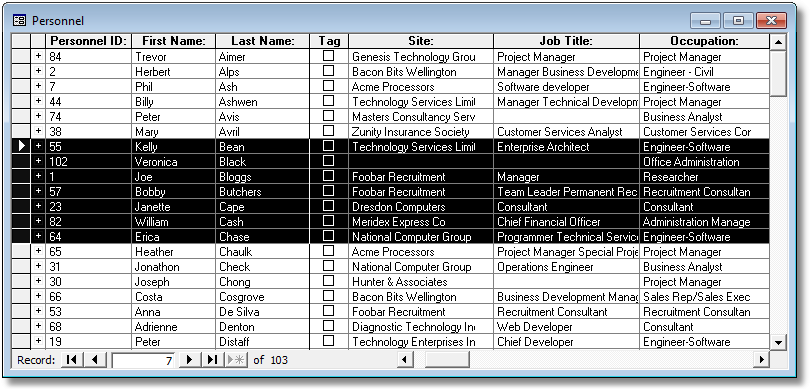 Personnel
Personnel ID: First Name: Last Name: Tag Site: Job Title: Occupation:
+ 84 Trevor Aimer Genesis Technology Grou Project Manager Project Manager
+ 2 Herbert Alps Bacon Bits Wellington Manager Business Developme Engineer - Civil
+ 7 Phil Ash Acme Processors Software developer Engineer-Software
+ 44 Billy Ashwen Technology Services Limit Manager Technical Developm Project Manager
+ 74 Peter Avis Masters Consultancy Serv Business Analyst
+ 38 Mary Avril Zunity Insurance Society Customer Services Analyst Customer Services Cor
+ 55 Kelly Bean Technology Services Limit Enterprise Architect Engineer-Software
+ 102 Veronica Black Office Administration
+ 1 Joe Bloggs Foobar Recruitment Manager Researcher
+ 57 Bobby Butchers Foobar Recruitment Team Leader Permanent Rec Recruitment Consultan
+ 23 Janette Cape Dresdon Computers Consultant Consultant
+ 82 William Cash Meridex Express Co Chief Financial Officer Administration Manage
+ 64 Erica Chase National Computer Group Programmer Technical Service Engineer-Software
+ 65 Heather Chaulk Acme Processors Project Manager Special Proje Project Manager
+ 31 Jonathon Check National Computer Group Operations Engineer Business Analyst
+ 30 Joseph Chong Hunter & Associates Project Manager
+ 66 Costa Cosgrove Bacon Bits Wellington Business Development Manag Sales Rep/Sales Exec
+ 53 Anna De Silva Foobar Recruitment Recruitment Consultant Recruitment Consultan
+ 68 Adrienne Denton Diagnostic Technology Inc Web Developer Consultant
+ 19 Peter Distaff Technology Enterprises In Chief Developer Engineer-Software
Record: 7 of 103